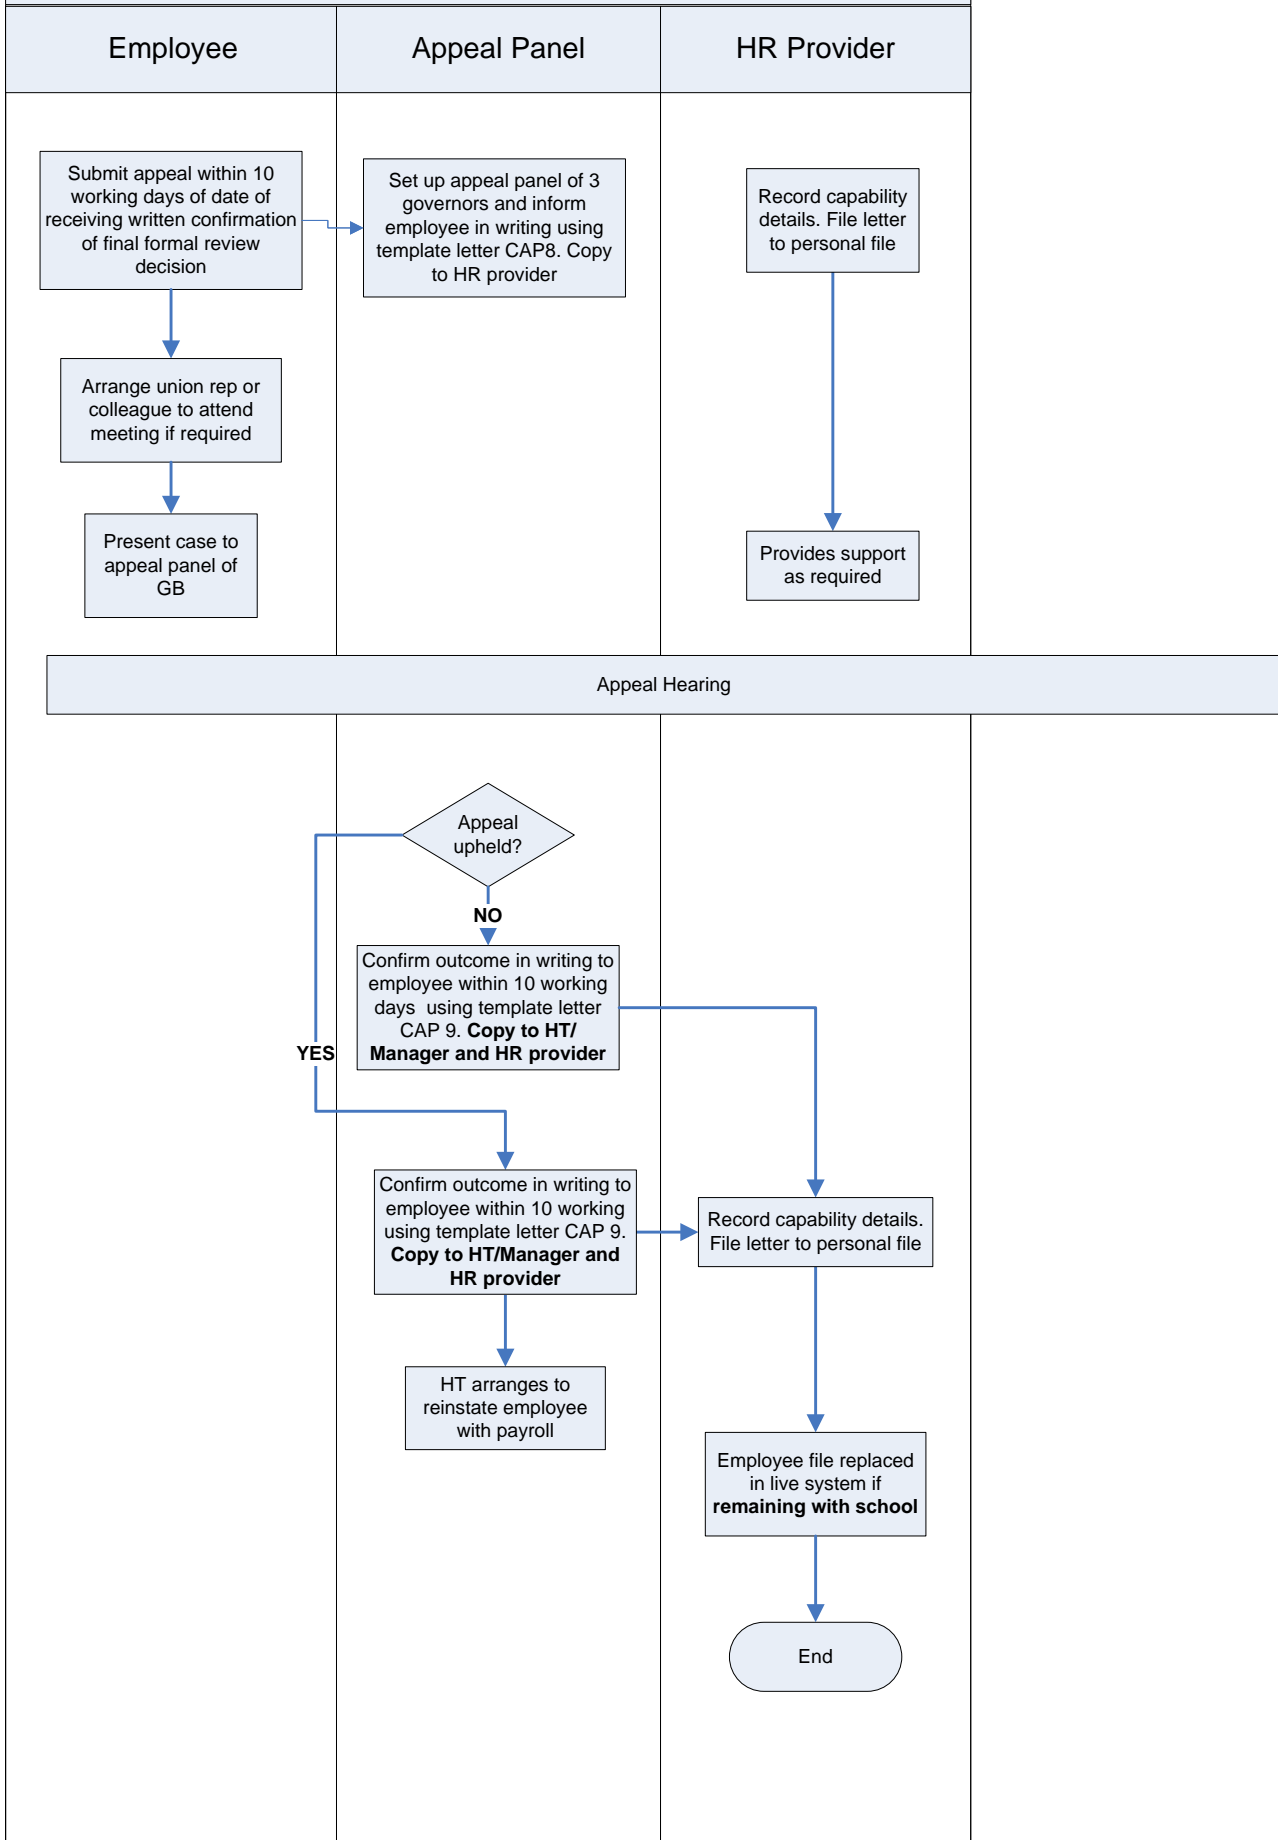 Employee
Appeal Panel
HR Provider
Submit appeal within 10
working days of date of
receiving written confirmation
of final formal review
decision
Set up appeal panel of 3
governors and inform
employee in writing using
template letter CAP8. Copy
to HR provider
Record capability
details. File letter
to personal file
Arrange union rep or
colleague to attend
meeting if required
Present case to
appeal panel of
GB
Provides support
as required
Appeal Hearing
Appeal
upheld?
NO
Confirm outcome in writing to
employee within 10 working
days  using template letter
CAP 9. Copy to HT/
Manager and HR provider
YES
Confirm outcome in writing to
employee within 10 working
using template letter CAP 9.
Copy to HT/Manager and
HR provider
Record capability details.
File letter to personal file
HT arranges to
reinstate employee
with payroll
Employee file replaced
in live system if
remaining with school
End